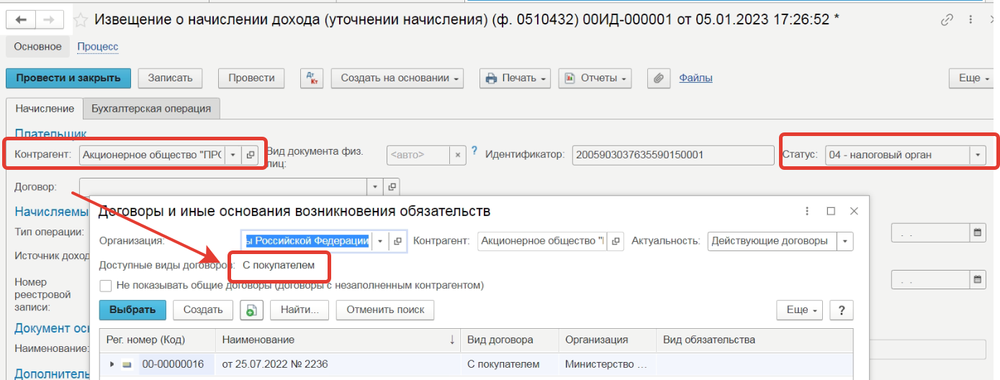 Извещение о начислении дохода (уточнении начисления) (ф. 0510432) 00ИД-000001 от 05.01.2023 17:26:52 *
Основное Процесс
Провести и закрыть Записать Провести Дт Кт Создать на основании Печать Отчеты Файлы Еще
Начисление Бухгалтерская операция
Плательщик
Контрагент: Акционерное общество "ПРО Вид документа физ. лиц: <авто> × ? Идентификатор: 2005903037635590150001 Статус: 04 - налоговый орган
Договор:
Начисляемы
Договоры и иные основания возникновения обязательств
Тип операции:
Организация: ы Российской Федерации Контрагент: Акционерное общество "I Актуальность: Действующие договоры
Источник доход
Доступные виды договоров: С покупателем
Номер реестровой записи:
Не показывать общие договоры (договоры с незаполненным контрагентом)
Выбрать Создать Найти... Отменить поиск Еще ?
Документ осн
Рег. номер (Код) Наименование ↓ Вид договора Организация Вид обязательства
Наименование:
00-00000016 от 25.07.2022 № 2236 С покупателем Министерство ...
Дополнитель